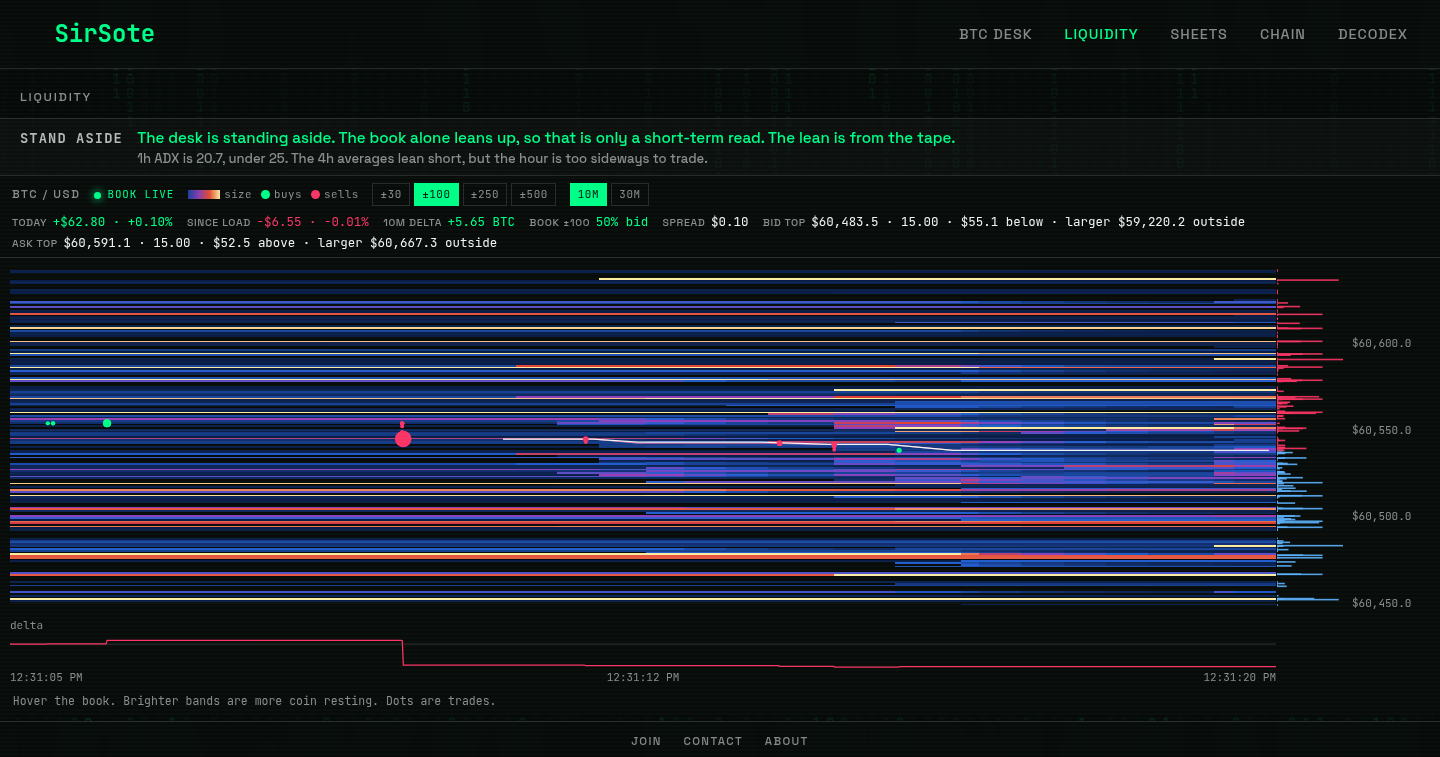 SirSote
BTC DESK LIQUIDITY SHEETS CHAIN DECODEX
LIQUIDITY
STAND ASIDE The desk is standing aside. The book alone leans up, so that is only a short-term read. The lean is from the tape.
1h ADX is 20.7, under 25. The 4h averages lean short, but the hour is too sideways to trade.
BTC / USD BOOK LIVE size buys sells ±30 ±100 ±250 ±500 10M 30M
TODAY +$62.80 · +0.10% SINCE LOAD -$6.55 · -0.01% 10M DELTA +5.65 BTC BOOK ±100 50% bid SPREAD $0.10 BID TOP $60,483.5 · 15.00 · $55.1 below · larger $59,220.2 outside
ASK TOP $60,591.1 · 15.00 · $52.5 above · larger $60,667.3 outside
$60,600.0
$60,550.0
$60,500.0
$60,450.0
delta
12:31:05 PM 12:31:12 PM 12:31:20 PM
Hover the book. Brighter bands are more coin resting. Dots are trades.
JOIN CONTACT ABOUT